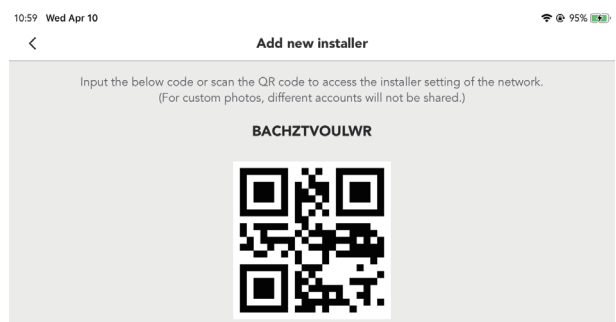 10:59 Wed Apr 10 95%
Add new installer
Input the below code or scan the QR code to access the installer setting of the network.
(For custom photos, different accounts will not be shared.)
BACHZTVOULWR